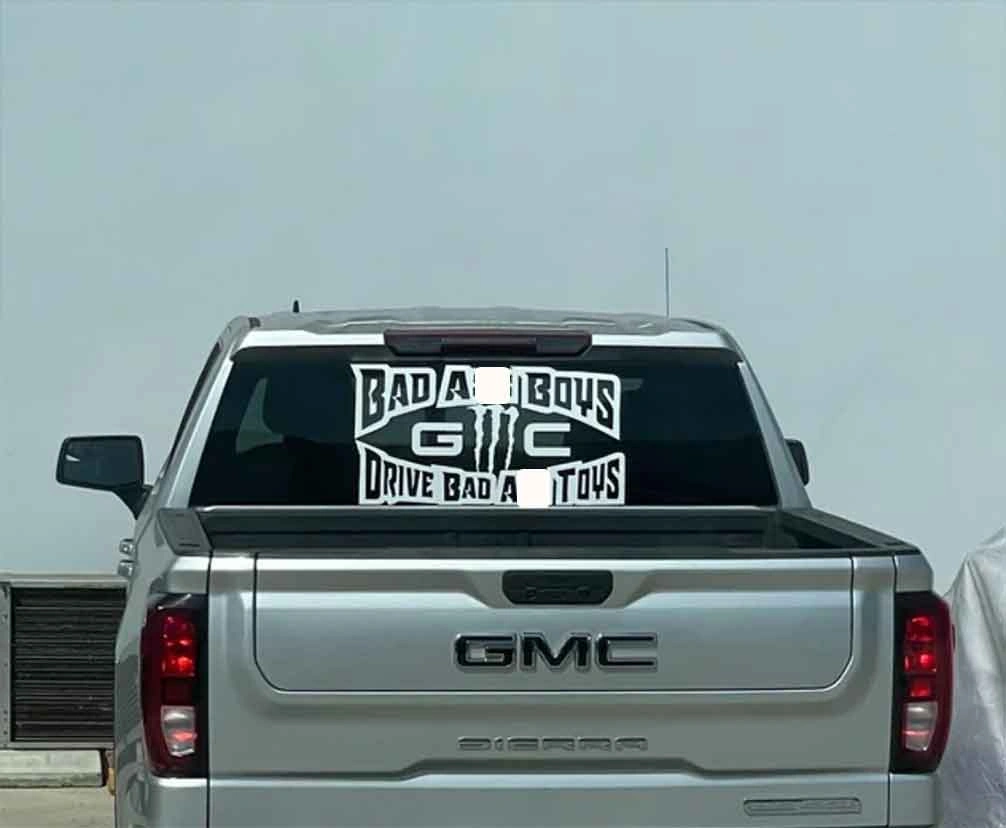 BAD A BOYS
G C
DRIVE BAD A TOYS
GMC
SIERRA